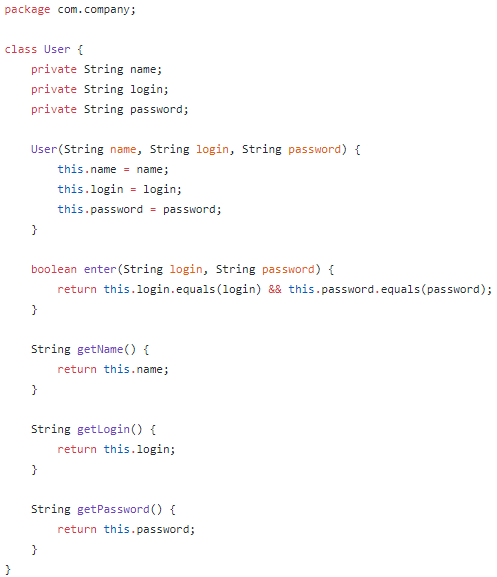 package com.company;

class User {
    private String name;
    private String login;
    private String password;

    User(String name, String login, String password) {
        this.name = name;
        this.login = login;
        this.password = password;
    }

    boolean enter(String login, String password) {
        return this.login.equals(login) && this.password.equals(password);
    }

    String getName() {
        return this.name;
    }

    String getLogin() {
        return this.login;
    }

    String getPassword() {
        return this.password;
    }
}